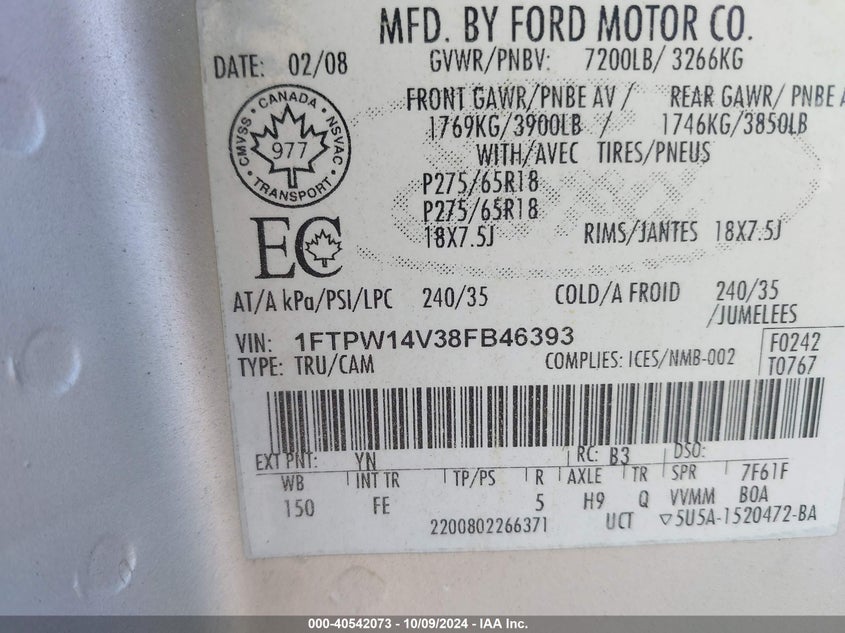 MFD. BY FORD MOTOR CO.
DATE: 02/08 GVWR/PNBV: 7200LB/ 3266KG
FRONT GAWR/PNBE AV / REAR GAWR/ PNBE A
1769KG/3900LB / 1746KG/3850LB
WITH/AVEC TIRES/PNEUS
P275/65R18
P275/65R18
18X7.5J RIMS/JANTES 18X7.5J
CANADA
CMVSS NSVAC
977
TRANSPORT
EC
AT/A kPa/PSI/LPC 240/35 COLD/A FROID 240/35
/JUMELEES
VIN: 1FTPW14V38FB46393 F0242
TYPE: TRU/CAM COMPLIES: ICES/NMB-002 T0767
EXT PNT: YN RC: B3 DSO:
WB INT TR TP/PS R AXLE TR SPR 7F61F
150 FE 5 H9 Q VVMM BOA
2200802266371 UCT ▽5U5A-1520472-BA
000-40542073 - 10/09/2024 - IAA Inc.